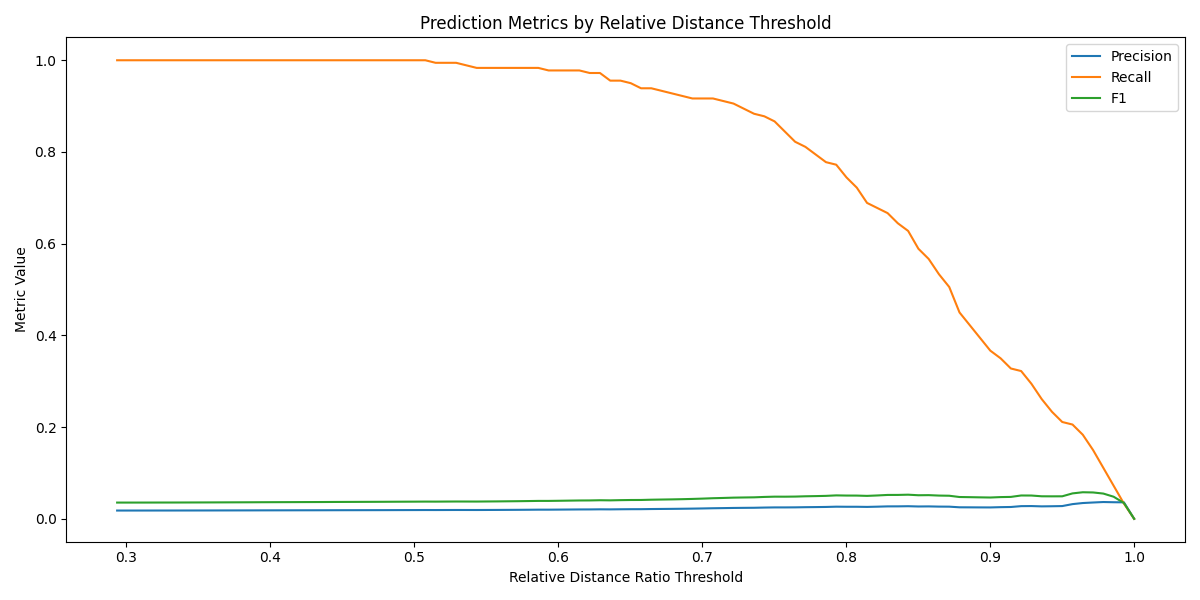 Prediction Metrics by Relative Distance Threshold
Precision
Recall
F1
Metric Value
1.0
0.8
0.6
0.4
0.2
0.0
0.3 0.4 0.5 0.6 0.7 0.8 0.9 1.0
Relative Distance Ratio Threshold